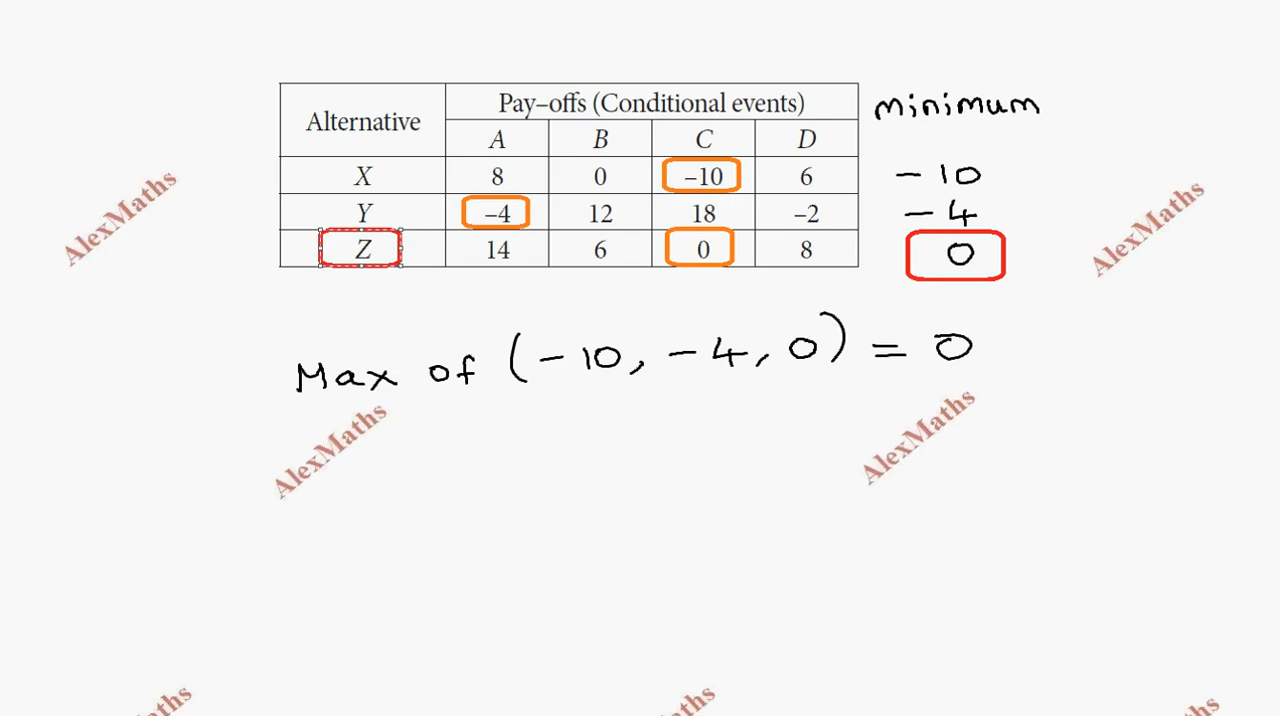 Alternative Pay–offs (Conditional events) minimum
A B C D
X 8 0 –10 6 – 10
Y –4 12 18 –2 – 4
Z 14 6 0 8 0
Max of (–10, –4, 0) = 0
AlexMaths
AlexMaths
AlexMaths
AlexMaths